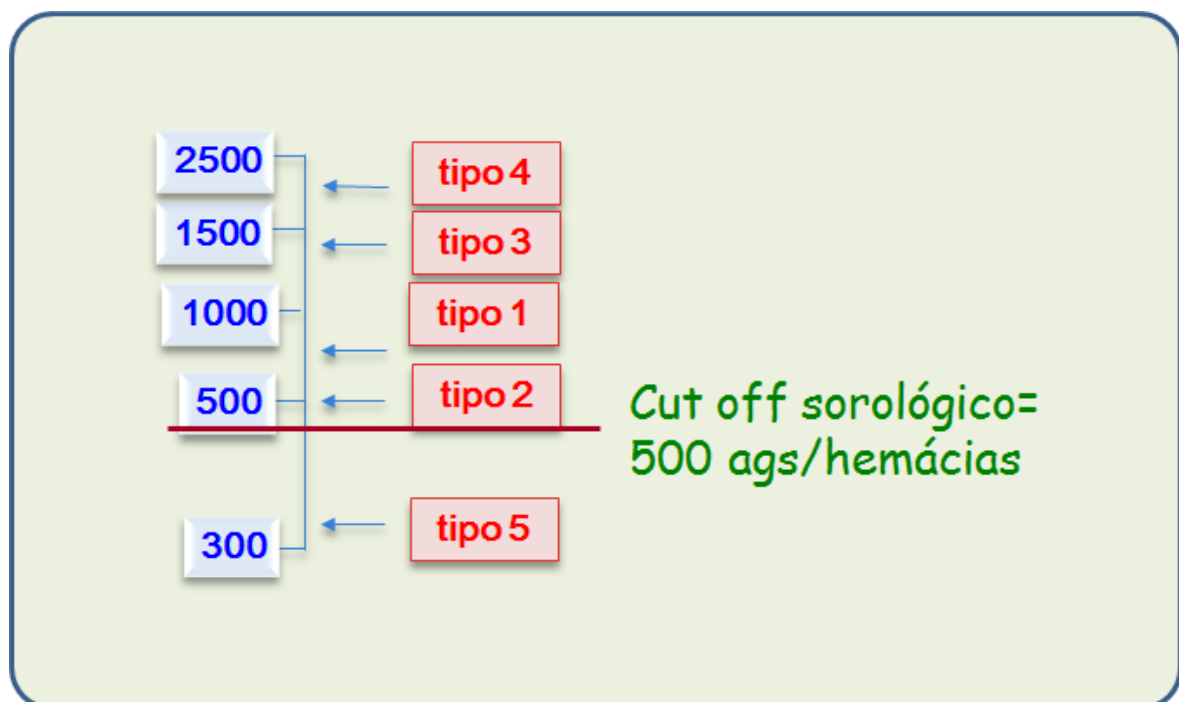 2500
tipo 4
1500
tipo 3
1000
tipo 1
500
tipo 2
Cut off sorológico=
500 ags/hemácias
300
tipo 5